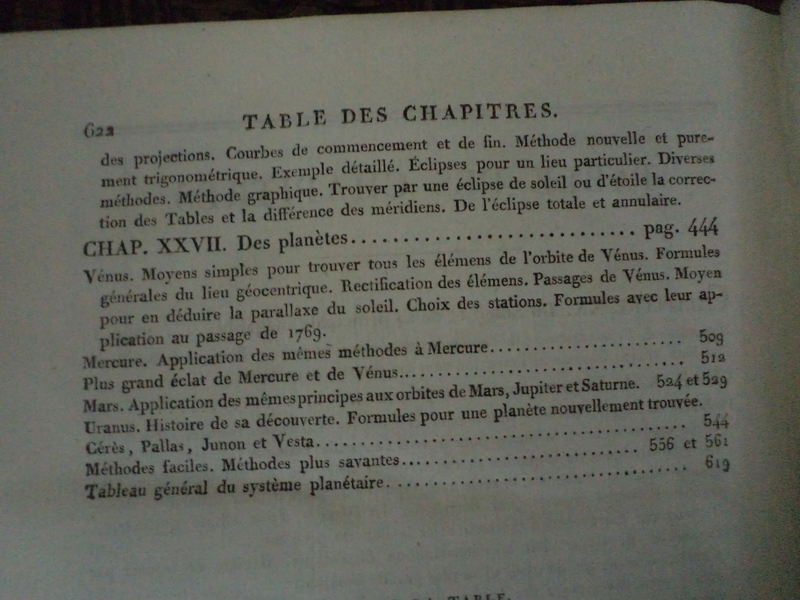 622
TABLE DES CHAPITRES.
des projections. Courbes de commencement et de fin. Méthode nouvelle et pure-
ment trigonométrique. Exemple détaillé. Éclipses pour un lieu particulier. Diverses
méthodes. Méthode graphique. Trouver par une éclipse de soleil ou d'étoile la correc-
tion des Tables et la différence des méridiens. De l'éclipse totale et annulaire.
CHAP. XXVII. Des planètes............................ pag. 444
Vénus. Moyens simples pour trouver tous les élémens de l'orbite de Vénus. Formules
générales du lieu géocentrique. Rectification des élémens. Passages de Vénus. Moyen
pour en déduire la parallaxe du soleil. Choix des stations. Formules avec leur ap-
plication au passage de 1769.
Mercure. Application des mêmes méthodes à Mercure...................... 509
Plus grand éclat de Mercure et de Vénus.................................. 512
Mars. Application des mêmes principes aux orbites de Mars, Jupiter et Saturne. 524 et 529
Uranus. Histoire de sa découverte. Formules pour une planète nouvellement trouvée.
Cérès, Pallas, Junon et Vesta........................................... 544
Méthodes faciles. Méthodes plus savantes........................... 556 et 561
Tableau général du système planétaire................................... 619
TABLE.